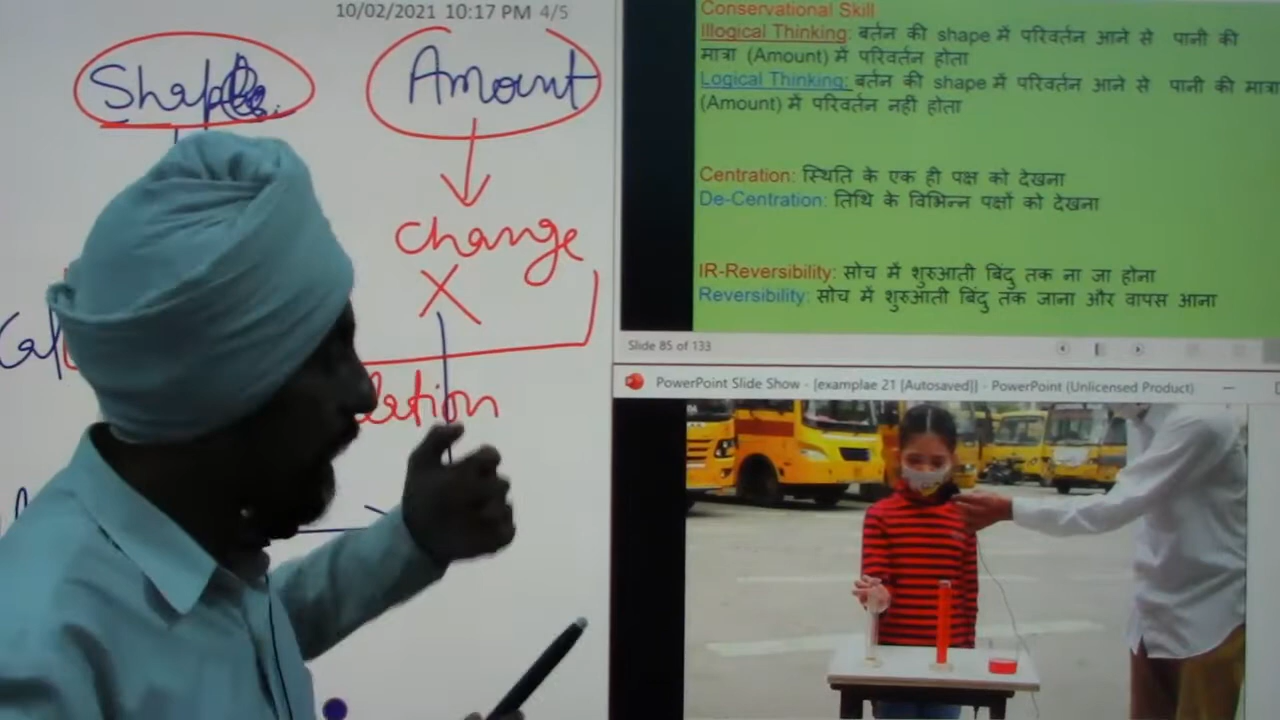 10/02/2021 10:17 PM 4/5
Shape
Amount
change
Conservational Skill
Illogical Thinking: बर्तन की shape में परिवर्तन आने से पानी की
मात्रा (Amount) में परिवर्तन होता
Logical Thinking: बर्तन की shape में परिवर्तन आने से पानी की मात्रा
(Amount) में परिवर्तन नही होता
Centration: स्थिति के एक ही पक्ष को देखना
De-Centration: तिथि के विभिन्न पक्षों को देखना
IR-Reversibility: सोच में शुरुआती बिंदु तक ना जा होना
Reversibility: सोच में शुरुआती बिंदु तक जाना और वापस आना
Slide 85 of 133
PowerPoint Slide Show - [examplae 21 [Autosaved]] - PowerPoint (Unlicensed Product)